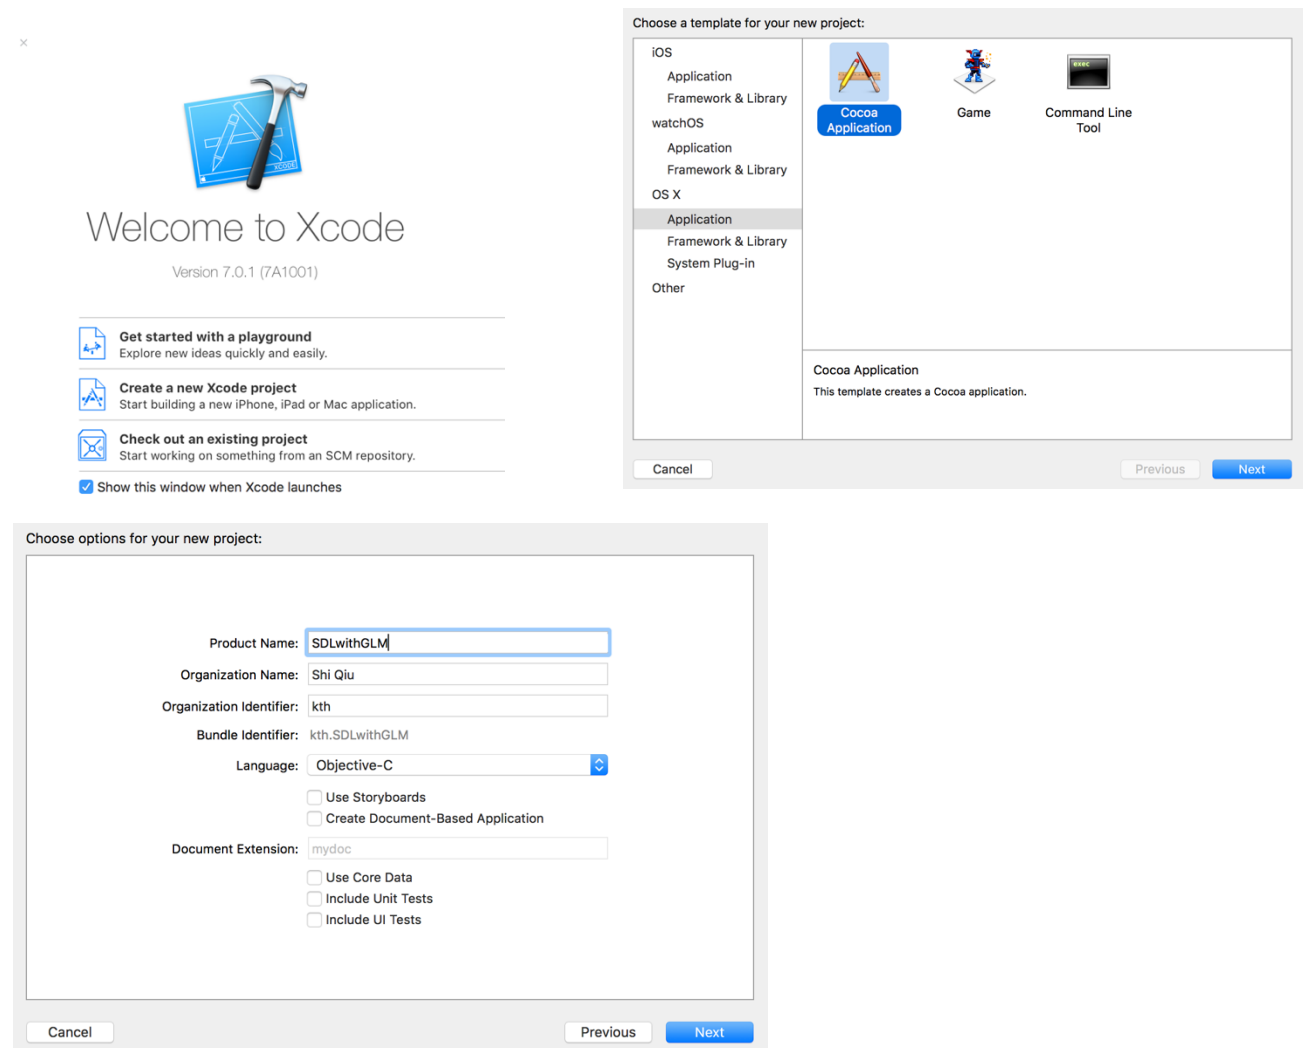 Welcome to Xcode
Version 7.0.1 (7A1001)
Get started with a playground
Explore new ideas quickly and easily.
Create a new Xcode project
Start building a new iPhone, iPad or Mac application.
Check out an existing project
Start working on something from an SCM repository.
Show this window when Xcode launches
Choose a template for your new project:
iOS
Application
Framework & Library
watchOS
Application
Framework & Library
OS X
Application
Framework & Library
System Plug-in
Other
Cocoa
Application
Game
exec
Command Line
Tool
Cocoa Application
This template creates a Cocoa application.
Cancel
Previous
Next
Choose options for your new project:
Product Name: SDLwithGLM
Organization Name: Shi Qiu
Organization Identifier: kth
Bundle Identifier: kth.SDLwithGLM
Language: Objective-C
Use Storyboards
Create Document-Based Application
Document Extension: mydoc
Use Core Data
Include Unit Tests
Include UI Tests
Cancel
Previous
Next